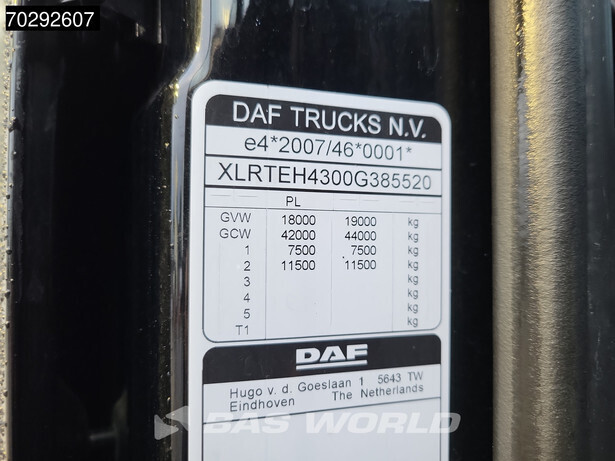 70292607
DAF TRUCKS N.V.
e4*2007/46*0001*
XLRTEH4300G385520
PL
GVW 18000 19000 kg
GCW 42000 44000 kg
1 7500 7500 kg
2 11500 11500 kg
3 kg
4 kg
5 kg
T1 kg
DAF
Hugo v. d. Goeslaan 1 5643 TW
Eindhoven The Netherlands
BAS WORLD